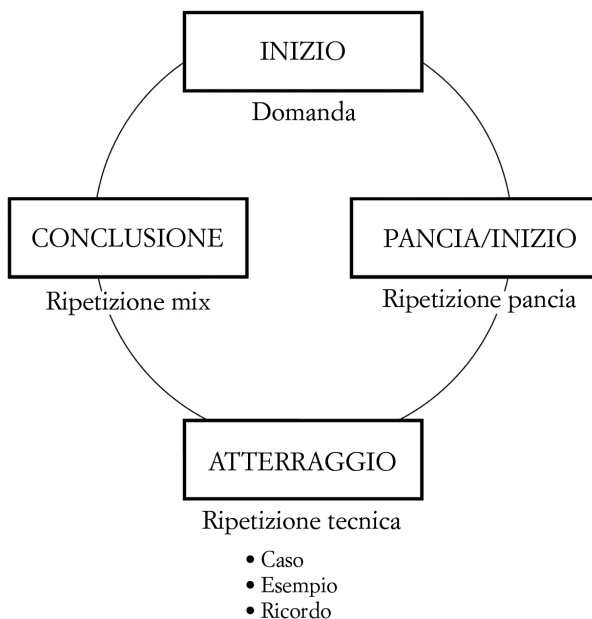 INIZIO
Domanda
CONCLUSIONE
Ripetizione mix
PANCIA/INIZIO
Ripetizione pancia
ATTERRAGGIO
Ripetizione tecnica
• Caso
• Esempio
• Ricordo